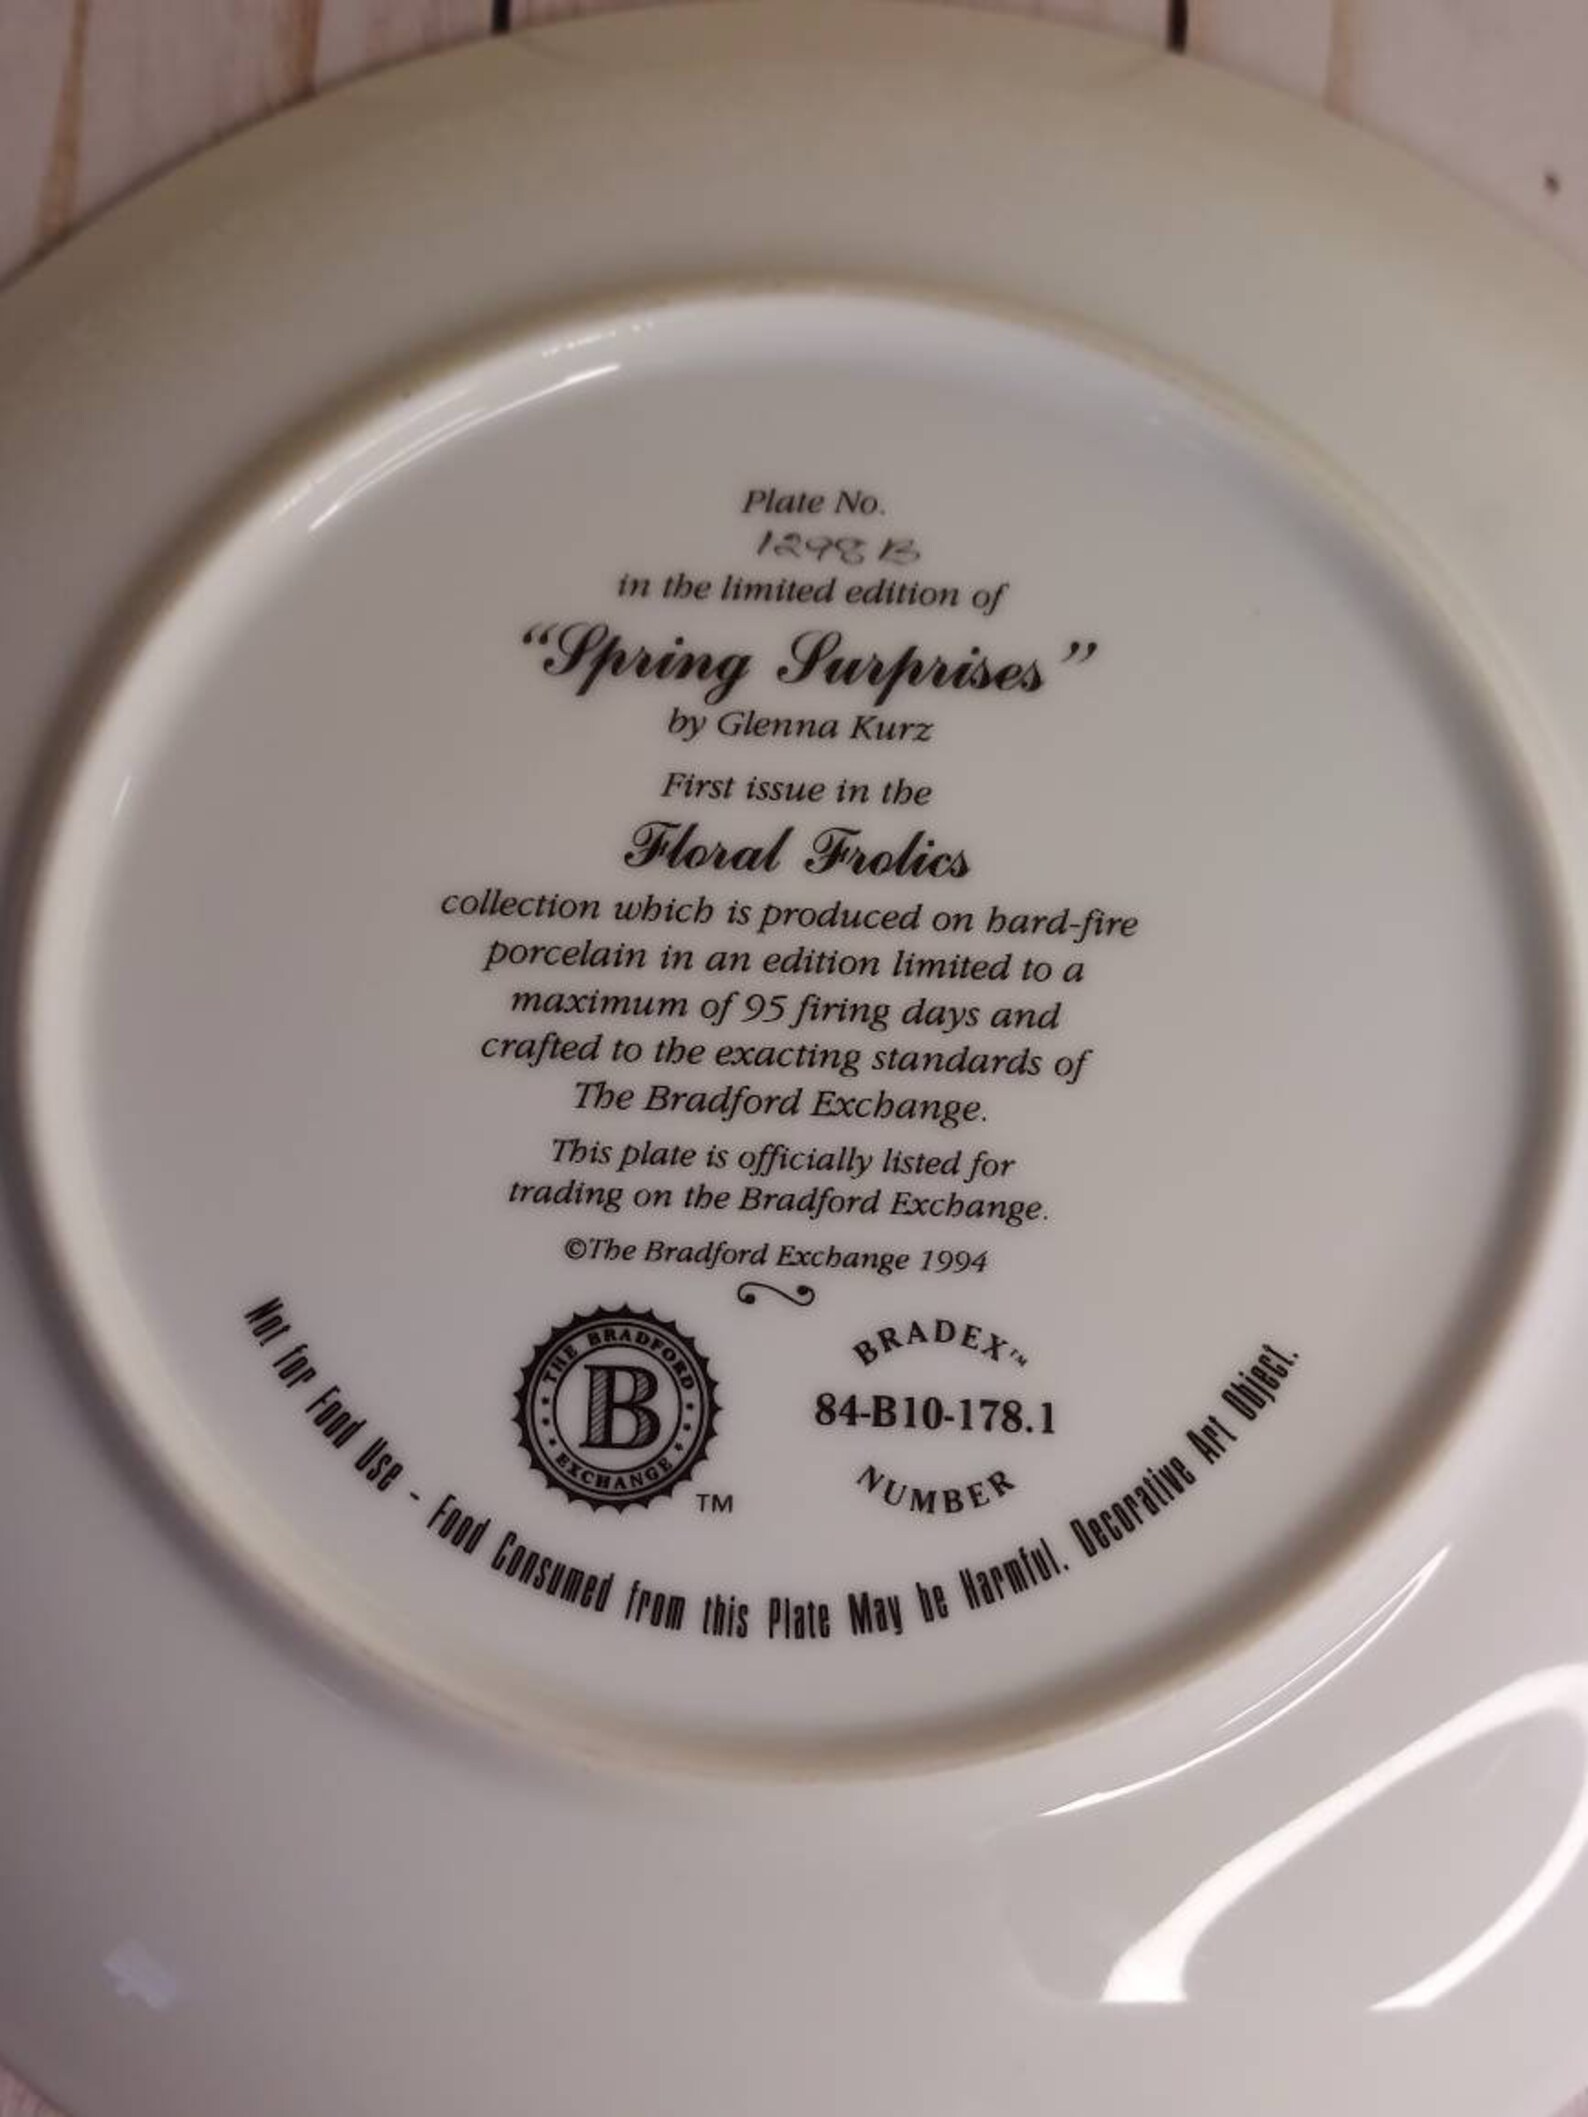 Plate No.
1298 B
in the limited edition of
“Spring Surprises”
by Glenna Kurz
First issue in the
Floral Frolics
collection which is produced on hard-fire
porcelain in an edition limited to a
maximum of 95 firing days and
crafted to the exacting standards of
The Bradford Exchange.
This plate is officially listed for
trading on the Bradford Exchange.
©The Bradford Exchange 1994
THE BRADFORD
B
EXCHANGE
TM
BRADEX™
84-B10-178.1
NUMBER
Not for Food Use - Food Consumed from this Plate May be Harmful. Decorative Art Object.